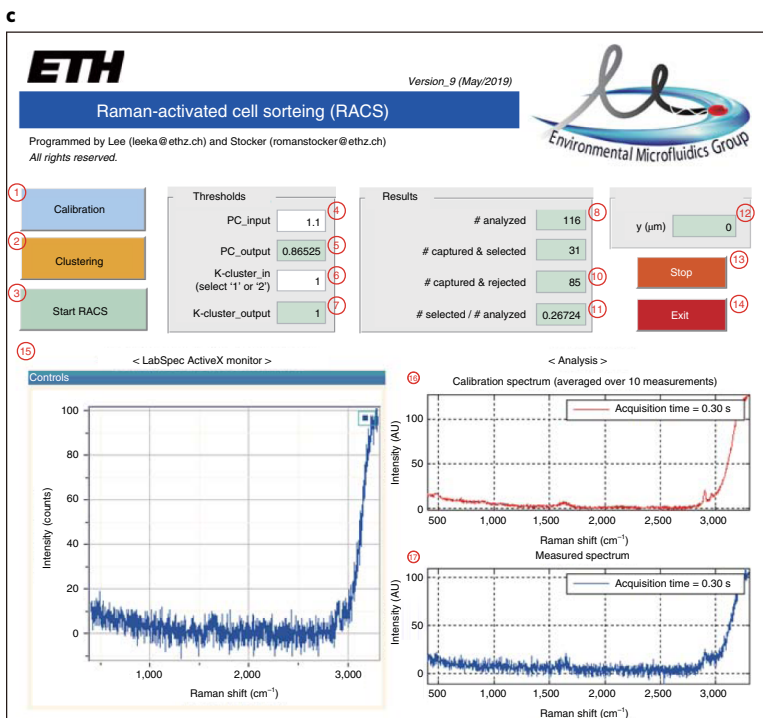 c
ETH
Version_9 (May/2019)
Raman-activated cell sorteing (RACS)
Environmental Microfluidics Group
Programmed by Lee (leeka@ethz.ch) and Stocker (romanstocker@ethz.ch)
All rights reserved.
1
Calibration
2
Clustering
3
Start RACS
Thresholds
PC_input
1.1
4
PC_output
0.86525
5
K-cluster_in
(select '1' or '2')
1
6
K-cluster_output
1
7
Results
# analyzed
116
8
# captured & selected
31
# captured & rejected
85
10
# selected / # analyzed
0.26724
11
y (μm)
0
12
Stop
13
Exit
14
15
< LabSpec ActiveX monitor >
Controls
Intensity (counts)
100
80
60
40
20
0
1,000
2,000
3,000
Raman shift (cm⁻¹)
< Analysis >
16
Calibration spectrum (averaged over 10 measurements)
Acquisition time = 0.30 s
Intensity (AU)
100
50
0
500
1,000
1,500
2,000
2,500
3,000
Raman shift (cm⁻¹)
17
Measured spectrum
Acquisition time = 0.30 s
Intensity (AU)
100
50
0
500
1,000
1,500
2,000
2,500
3,000
Raman shift (cm⁻¹)